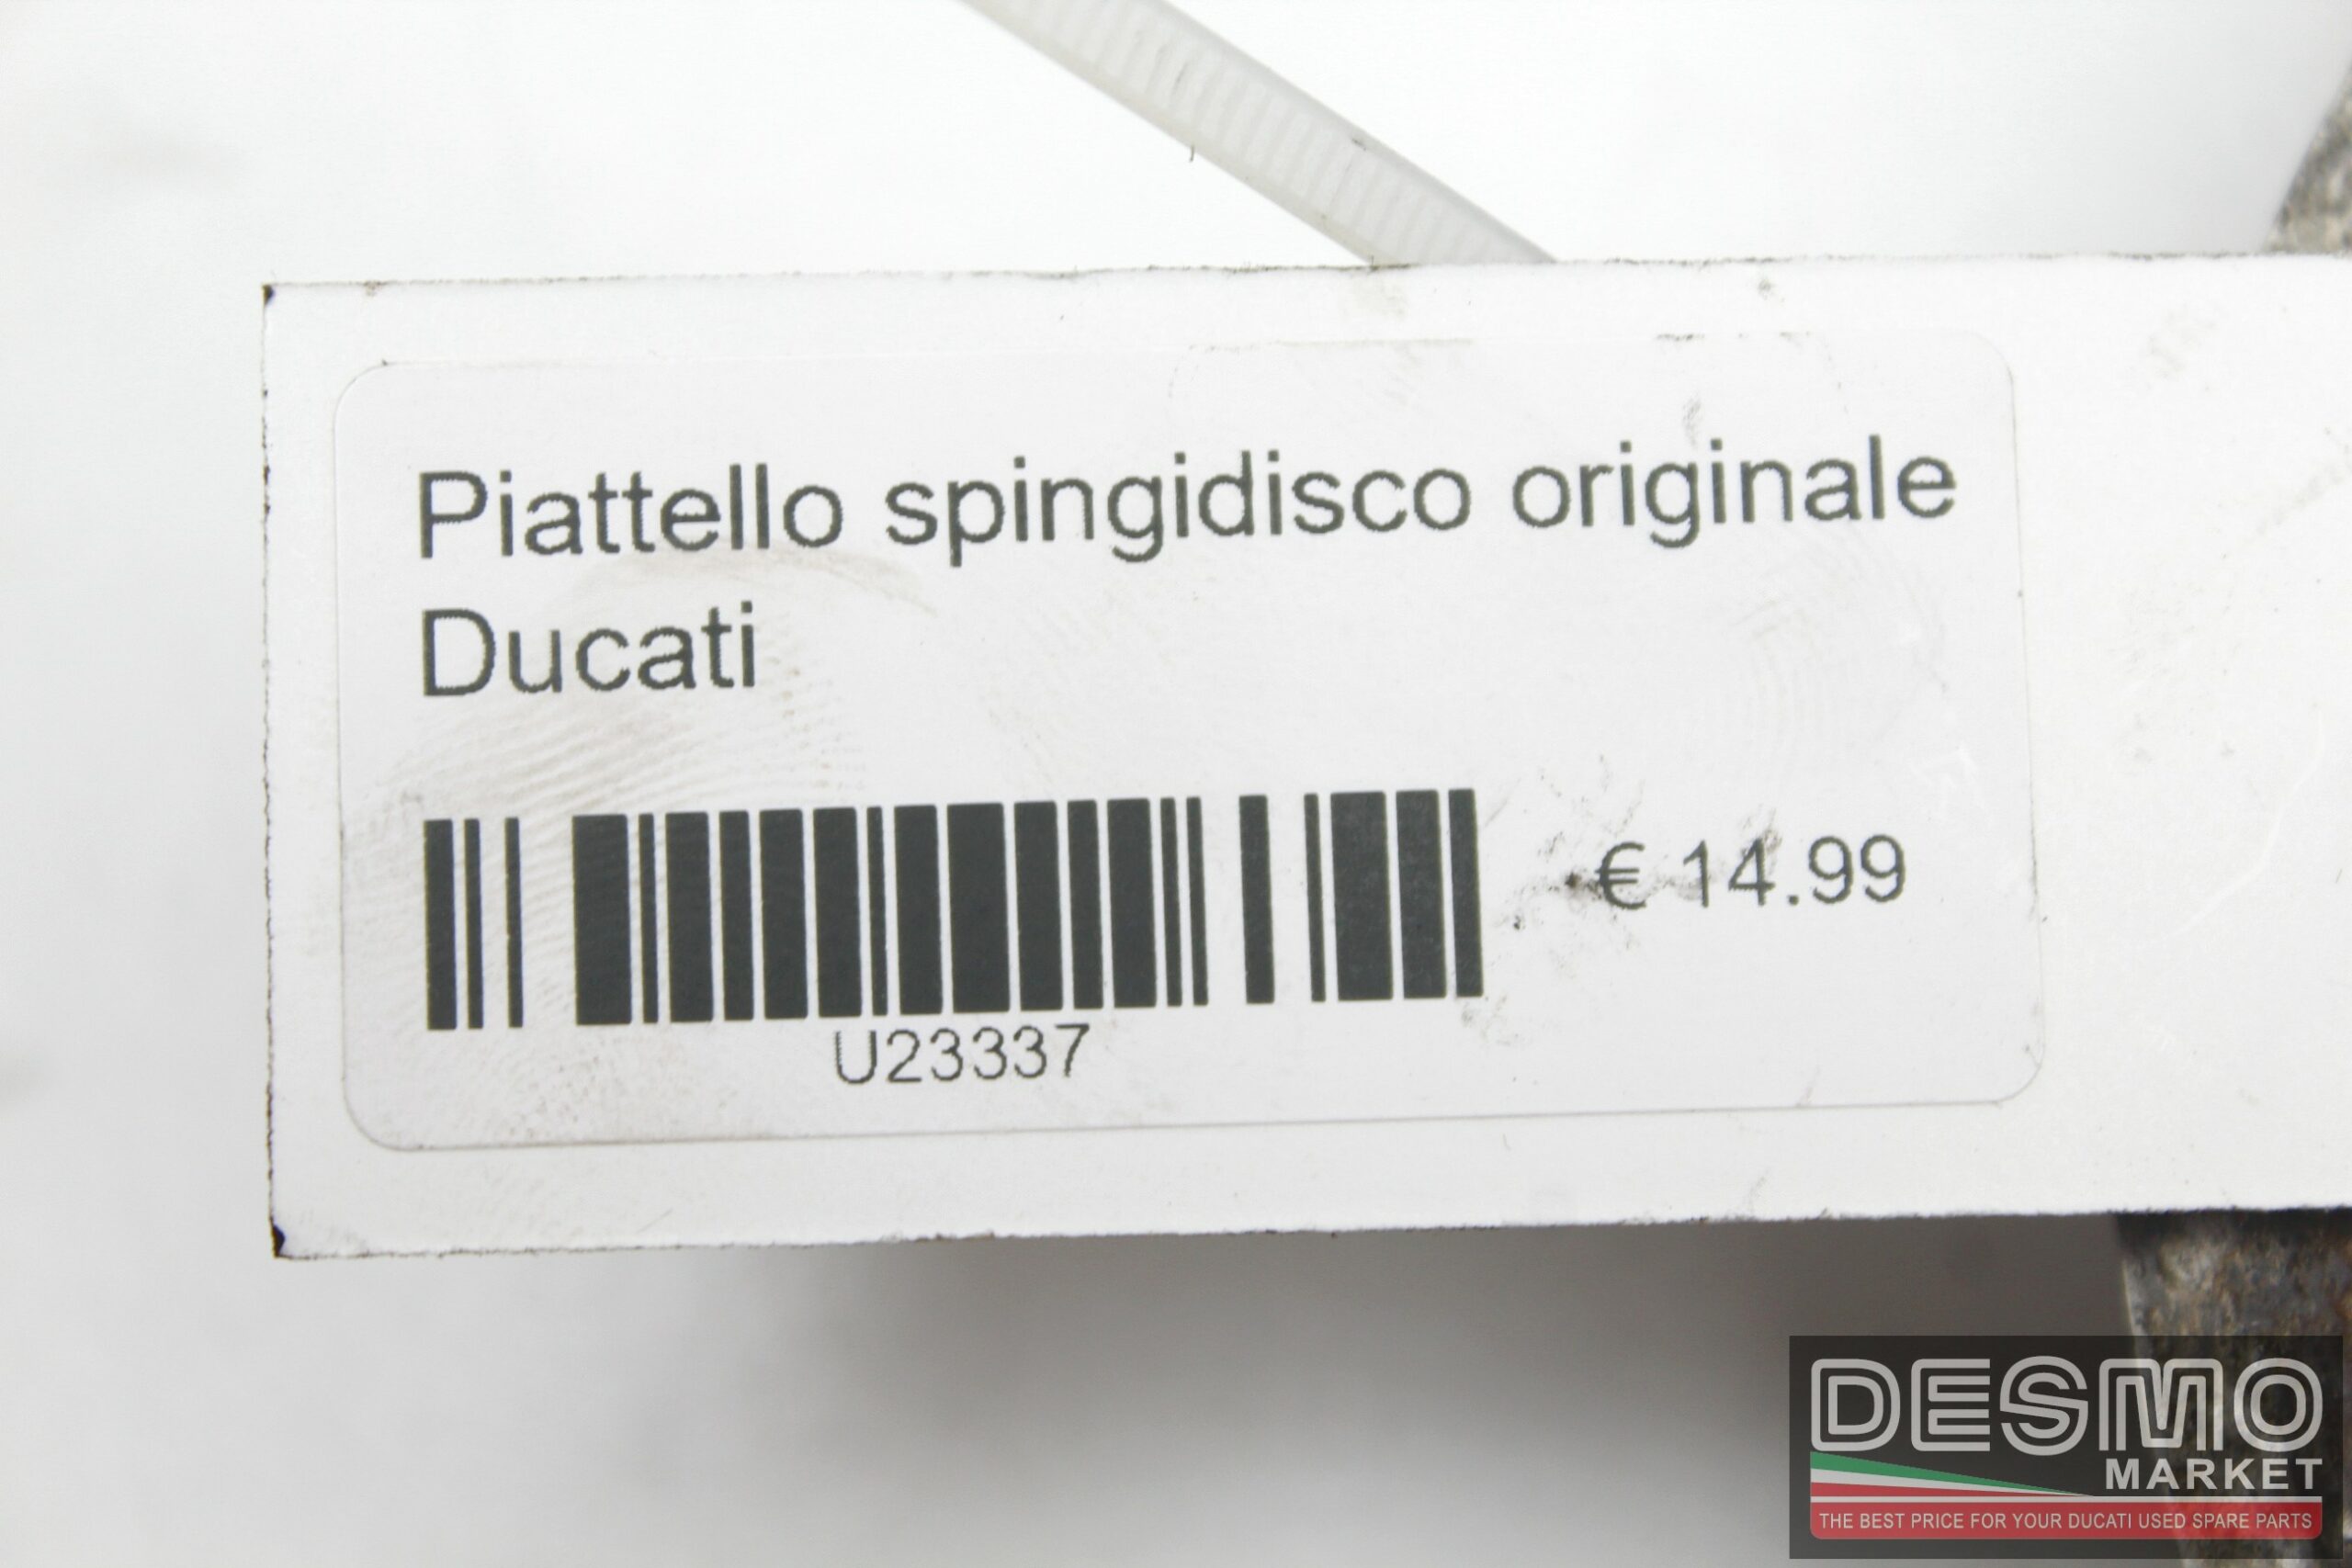 Piattello spingidisco originale
Ducati
€ 14.99
U23337
DESMO
MARKET
THE BEST PRICE FOR YOUR DUCATI USED SPARE PARTS